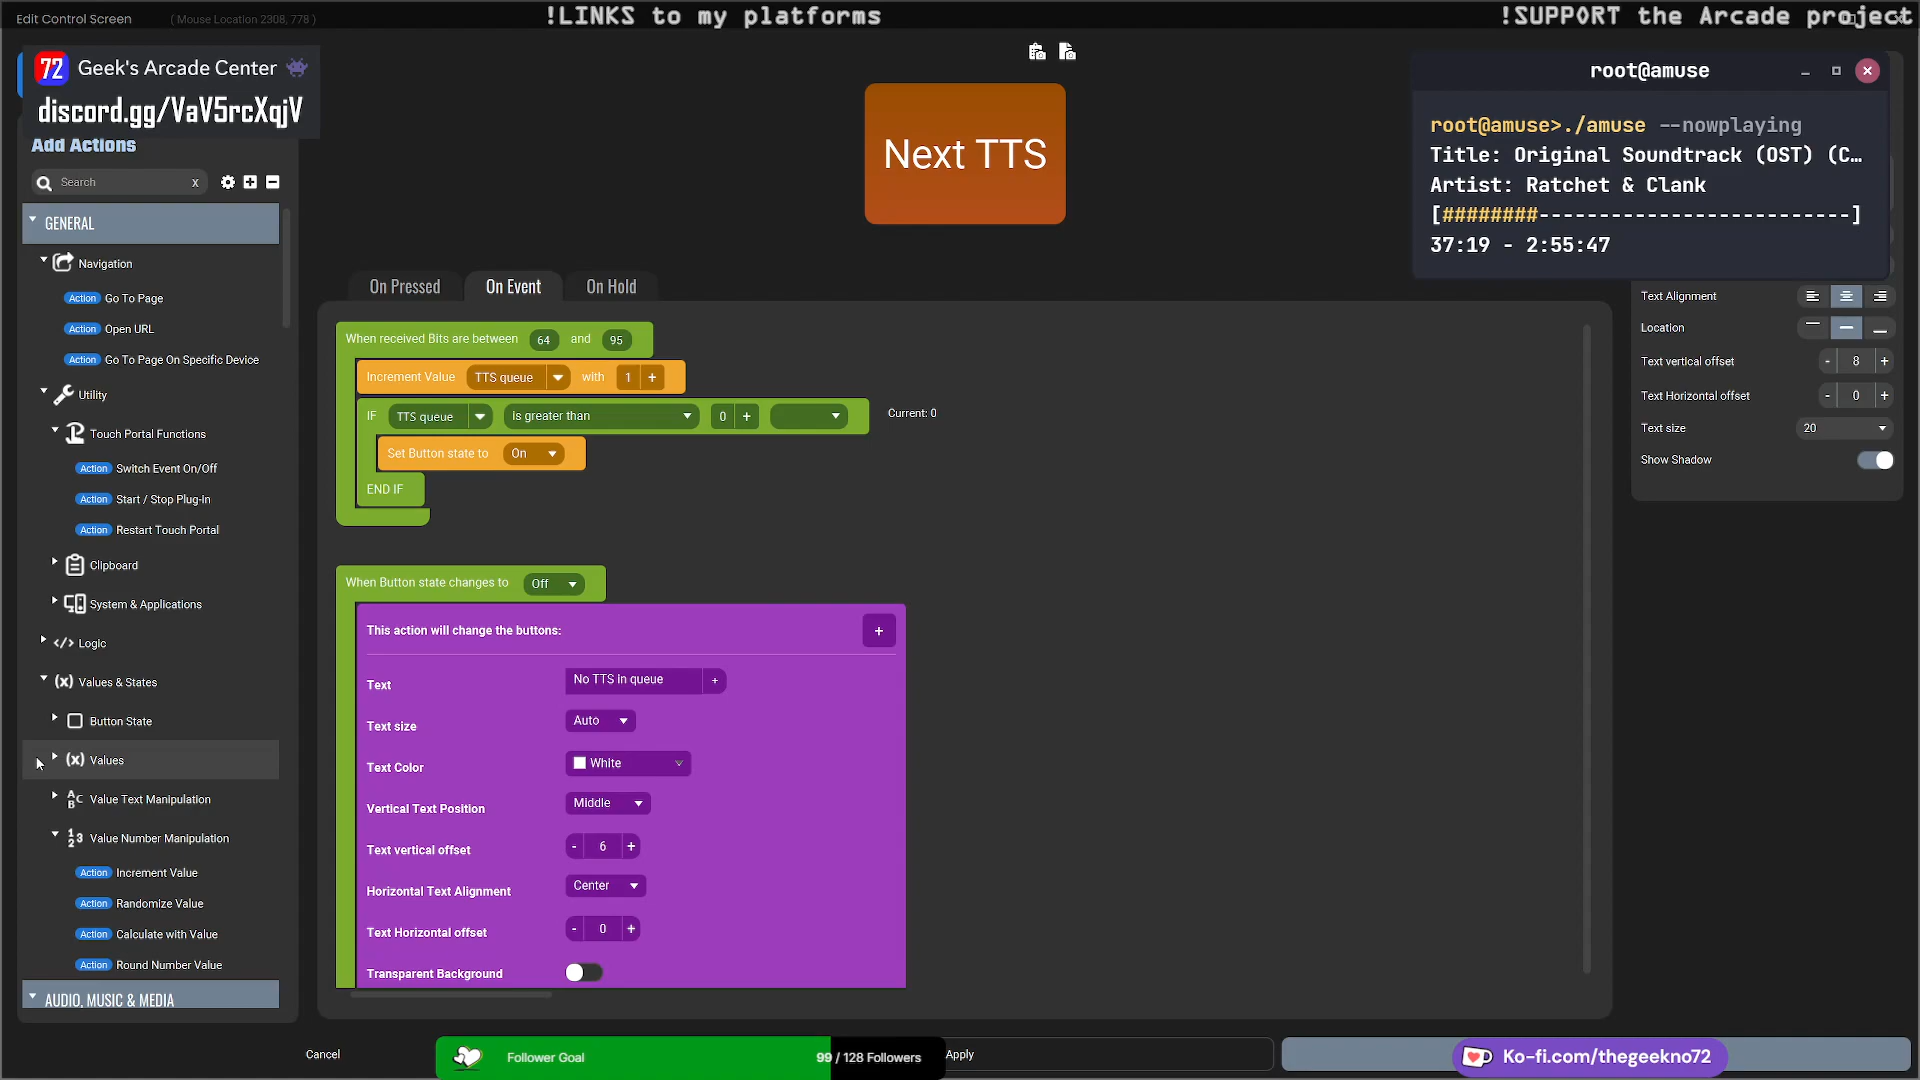 Edit Control Screen
( Mouse Location 2308, 778 )
!LINKS to my platforms
!SUPPORT the Arcade project
72 Geek's Arcade Center
discord.gg/VaV5rcXqjV
Add Actions
Search
x
GENERAL
Navigation
Action Go To Page
Action Open URL
Action Go To Page On Specific Device
Utility
Touch Portal Functions
Action Switch Event On/Off
Action Start / Stop Plug-In
Action Restart Touch Portal
Clipboard
System & Applications
</> Logic
(x) Values & States
Button State
(x) Values
ABC Value Text Manipulation
123 Value Number Manipulation
Action Increment Value
Action Randomize Value
Action Calculate with Value
Action Round Number Value
AUDIO, MUSIC & MEDIA
Next TTS
On Pressed
On Event
On Hold
When received Bits are between 64 and 95
Increment Value TTS queue with 1 +
IF TTS queue Is greater than 0 +
Current: 0
Set Button state to On
END IF
When Button state changes to Off
This action will change the buttons:
+
Text No TTS in queue +
Text size Auto
Text Color White
Vertical Text Position Middle
Text vertical offset - 6 +
Horizontal Text Alignment Center
Text Horizontal offset - 0 +
Transparent Background
root@amuse
root@amuse>./amuse --nowplaying
Title: Original Soundtrack (OST) (C...
Artist: Ratchet & Clank
[########--------------------------]
37:19 - 2:55:47
Text Alignment
Location
Text vertical offset - 8 +
Text Horizontal offset - 0 +
Text size 20
Show Shadow
Cancel
Follower Goal 99 / 128 Followers
Apply
Ko-fi.com/thegeekno72